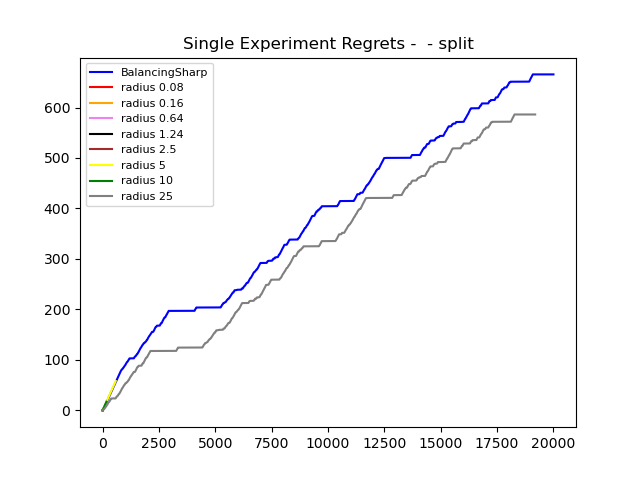 Single Experiment Regrets -  - split
BalancingSharp
radius 0.08
radius 0.16
radius 0.64
radius 1.24
radius 2.5
radius 5
radius 10
radius 25
600
500
400
300
200
100
0
0 2500 5000 7500 10000 12500 15000 17500 20000